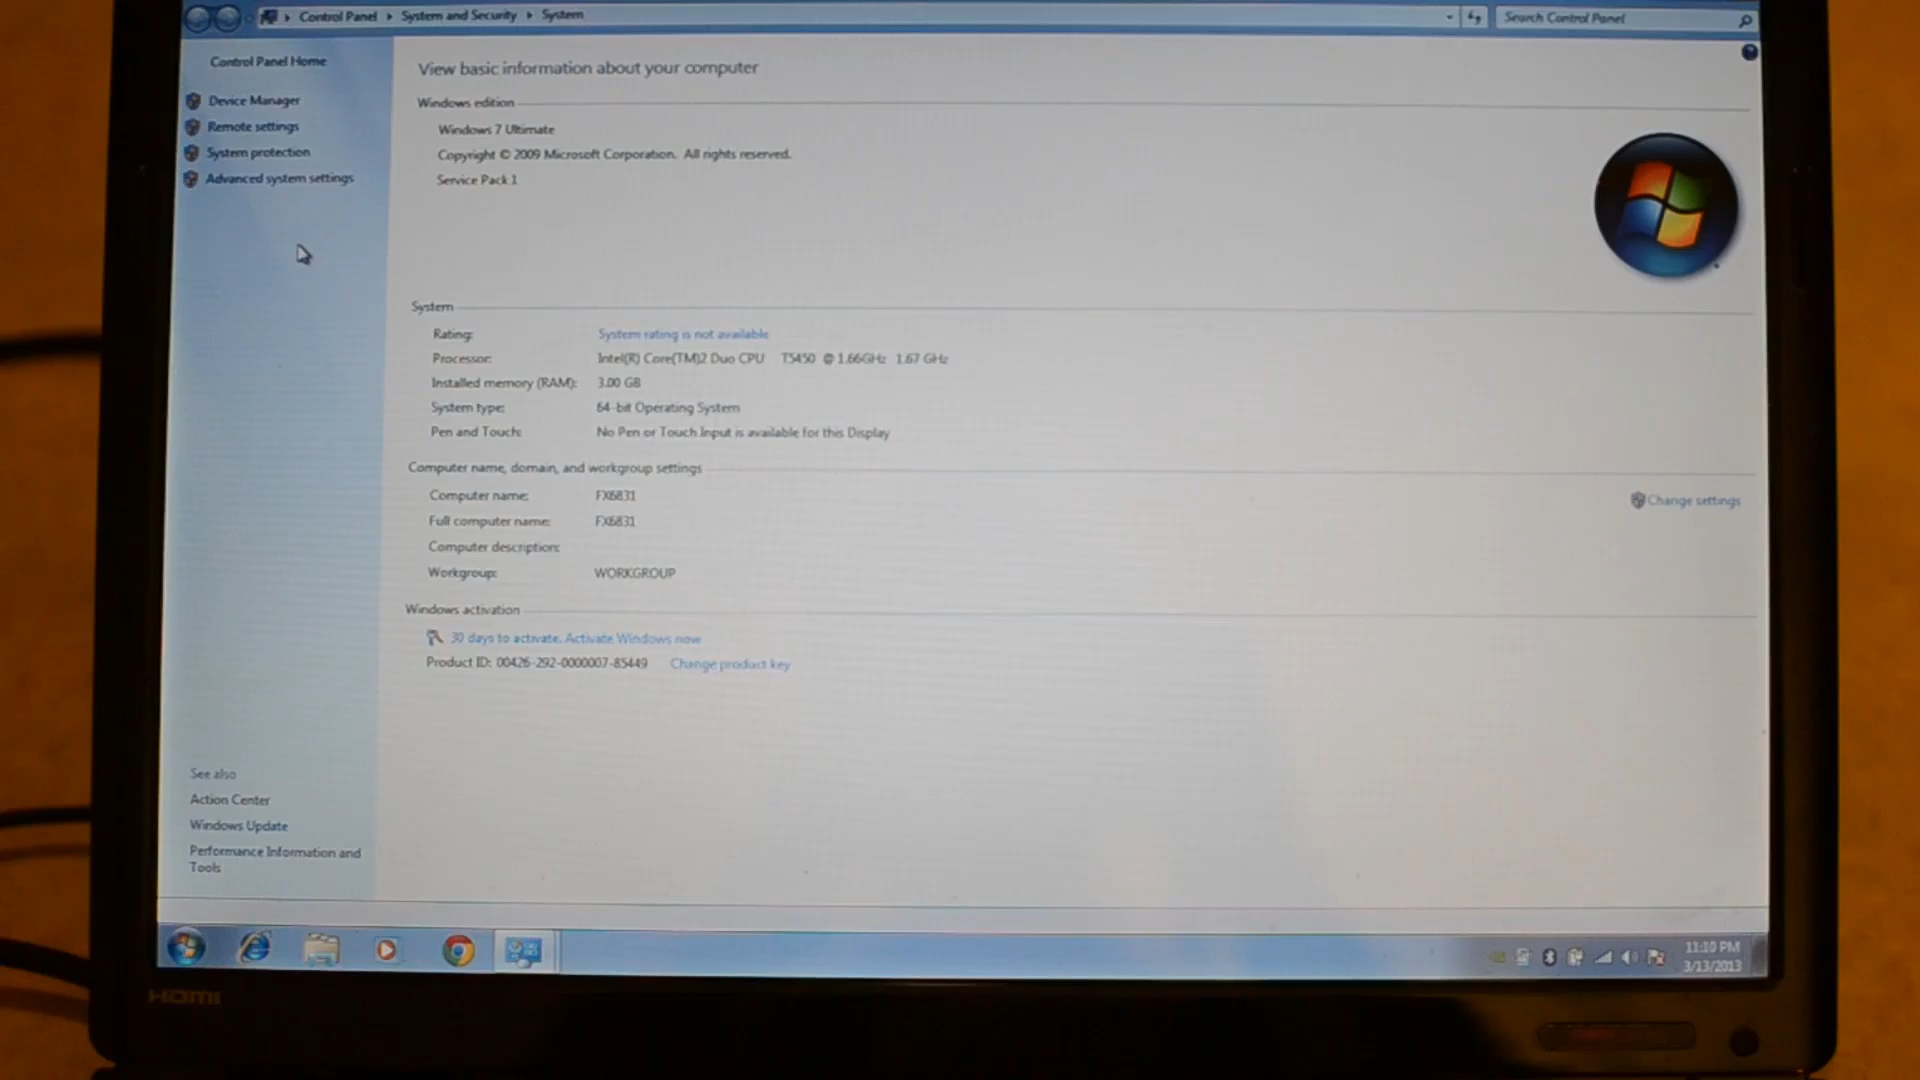 Control Panel ▸ System and Security ▸ System
Search Control Panel
Control Panel Home
Device Manager
Remote settings
System protection
Advanced system settings
View basic information about your computer
Windows edition
Windows 7 Ultimate
Copyright © 2009 Microsoft Corporation. All rights reserved.
Service Pack 1
System
Rating: System rating is not available
Processor: Intel(R) Core(TM)2 Duo CPU T5450 @ 1.66GHz 1.67 GHz
Installed memory (RAM): 3.00 GB
System type: 64-bit Operating System
Pen and Touch: No Pen or Touch Input is available for this Display
Computer name, domain, and workgroup settings
Computer name: FX6831
Change settings
Full computer name: FX6831
Computer description:
Workgroup: WORKGROUP
Windows activation
30 days to activate. Activate Windows now
Product ID: 00426-292-0000007-85449 Change product key
See also
Action Center
Windows Update
Performance Information and
Tools
11:10 PM
3/13/2013
HDMI